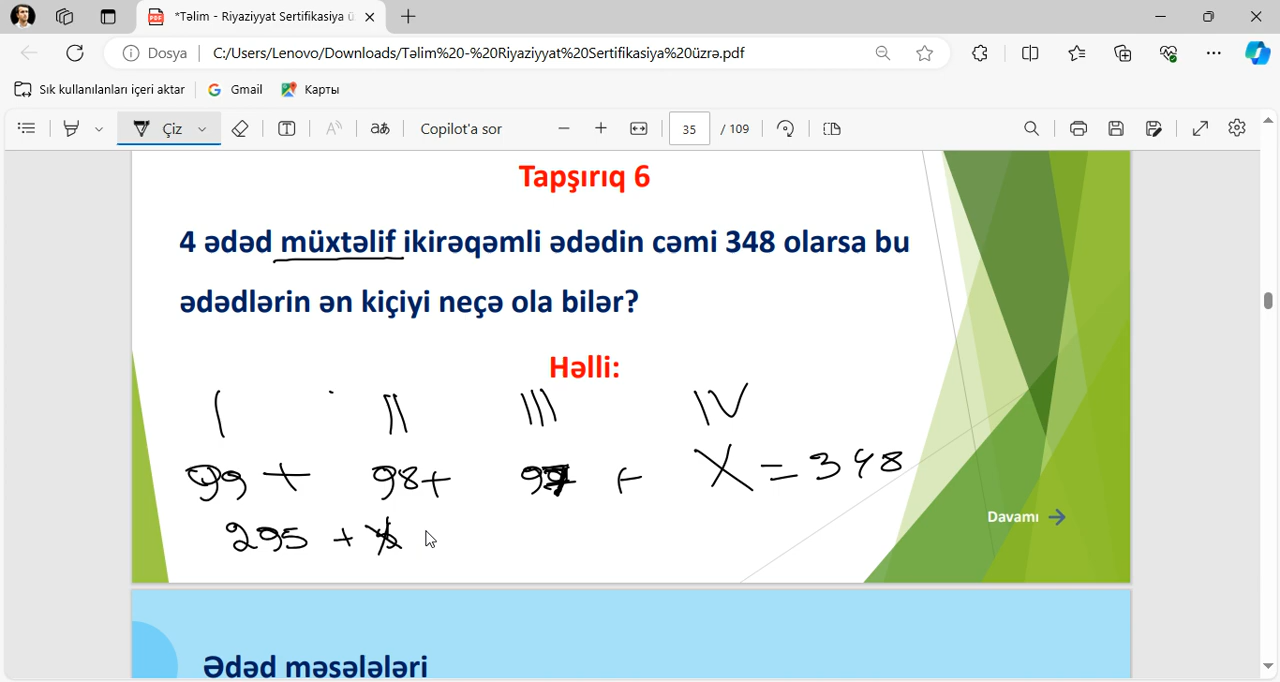 *Təlim - Riyaziyyat Sertifikasiya ü
Dosya C:/Users/Lenovo/Downloads/Təlim%20-%20Riyaziyyat%20Sertifikasiya%20üzrə.pdf
Sık kullanılanları içeri aktar Gmail Карты
Çiz aあ Copilot'a sor 35 / 109
Tapşırıq 6
4 ədəd müxtəlif ikirəqəmli ədədin cəmi 348 olarsa bu
ədədlərin ən kiçiyi neçə ola bilər?
Həlli:
I II III IV
99 + 98 + 97 + X = 348
295 + X
Davamı
Ədəd məsələləri